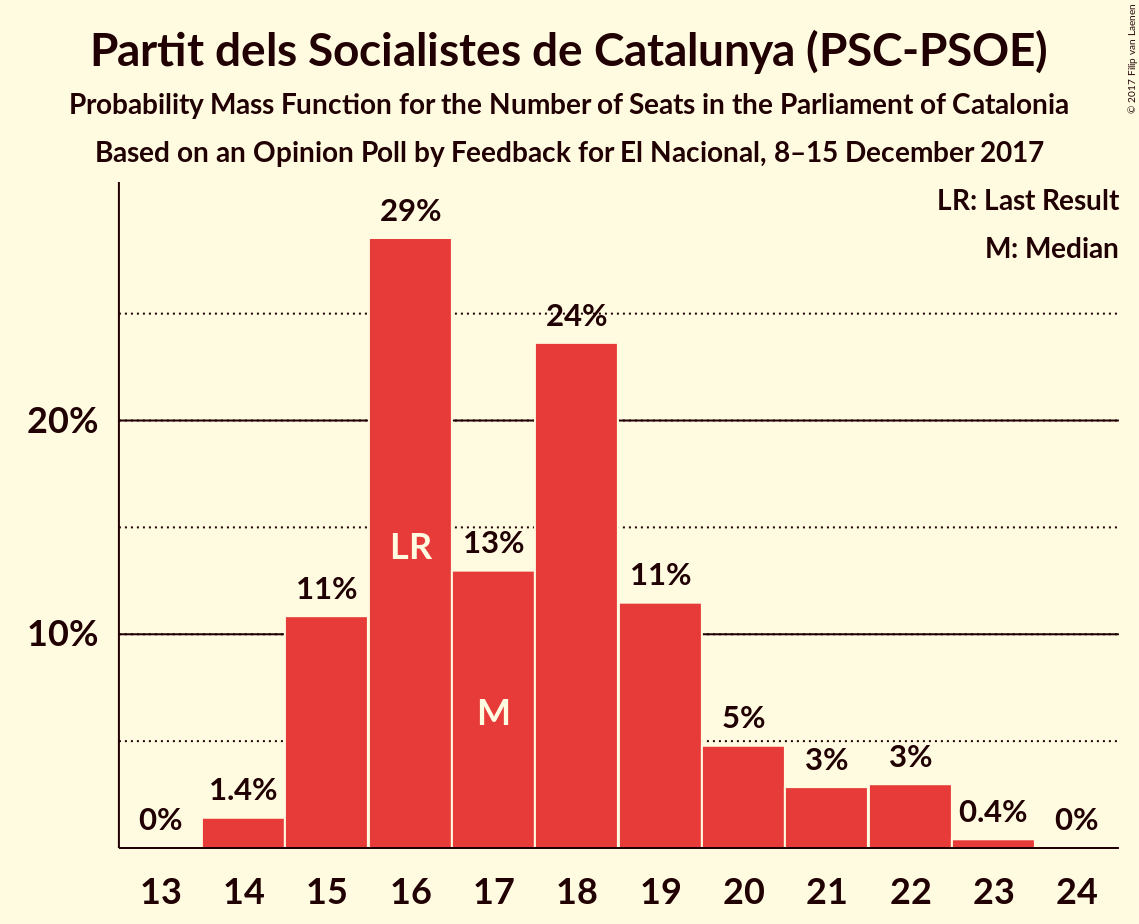 Partit dels Socialistes de Catalunya (PSC-PSOE)
Probability Mass Function for the Number of Seats in the Parliament of Catalonia
Based on an Opinion Poll by Feedback for El Nacional, 8–15 December 2017
© 2017 Filip van Laenen
LR: Last Result
M: Median
29%
24%
20%
LR
13%
11%
11%
10%
M
5%
3%
3%
1.4%
0.4%
0%
0%
13 14 15 16 17 18 19 20 21 22 23 24